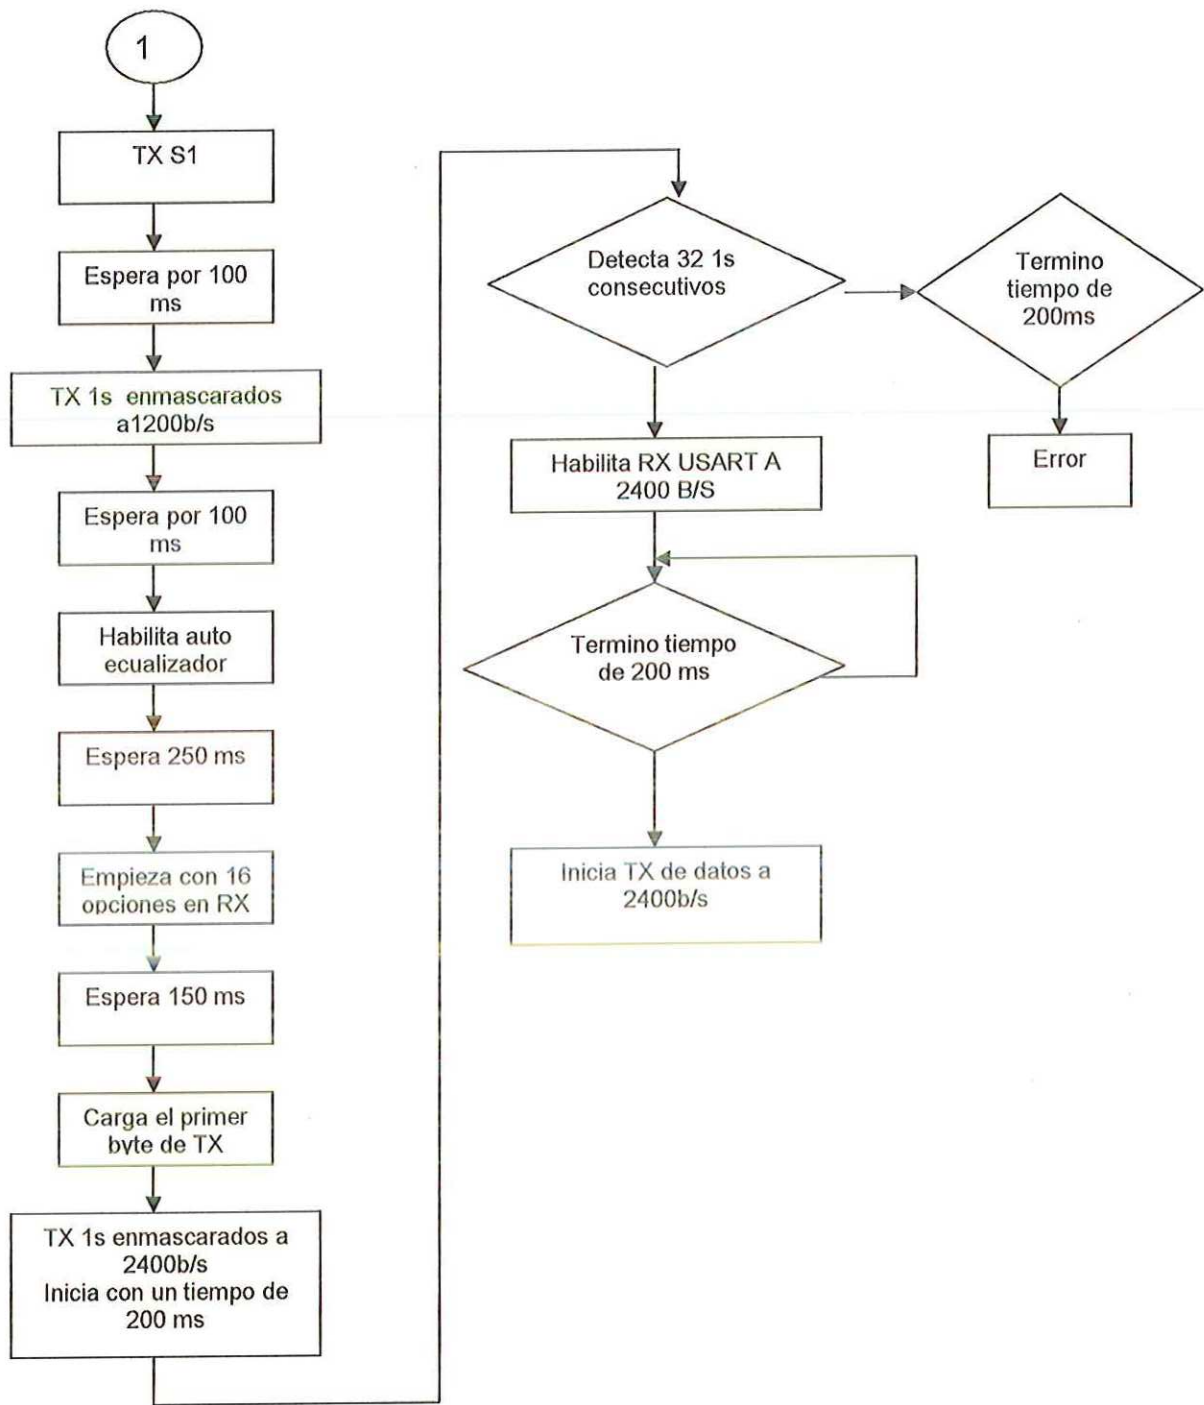 1
TX S1
Espera por 100
ms
TX 1s enmascarados
a1200b/s
Espera por 100
ms
Habilita auto
ecualizador
Espera 250 ms
Empieza con 16
opciones en RX
Espera 150 ms
Carga el primer
byte de TX
TX 1s enmascarados a
2400b/s
Inicia con un tiempo de
200 ms
Detecta 32 1s
consecutivos
Termino
tiempo de
200ms
Error
Habilita RX USART A
2400 B/S
Termino tiempo
de 200 ms
Inicia TX de datos a
2400b/s